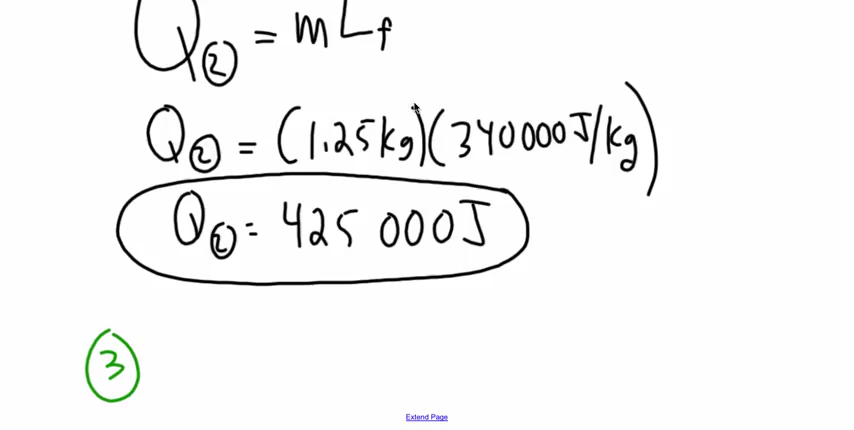 Q② = mLf
Q② = (1.25kg)(340000J/kg)
Q② = 425 000J
③
Extend Page